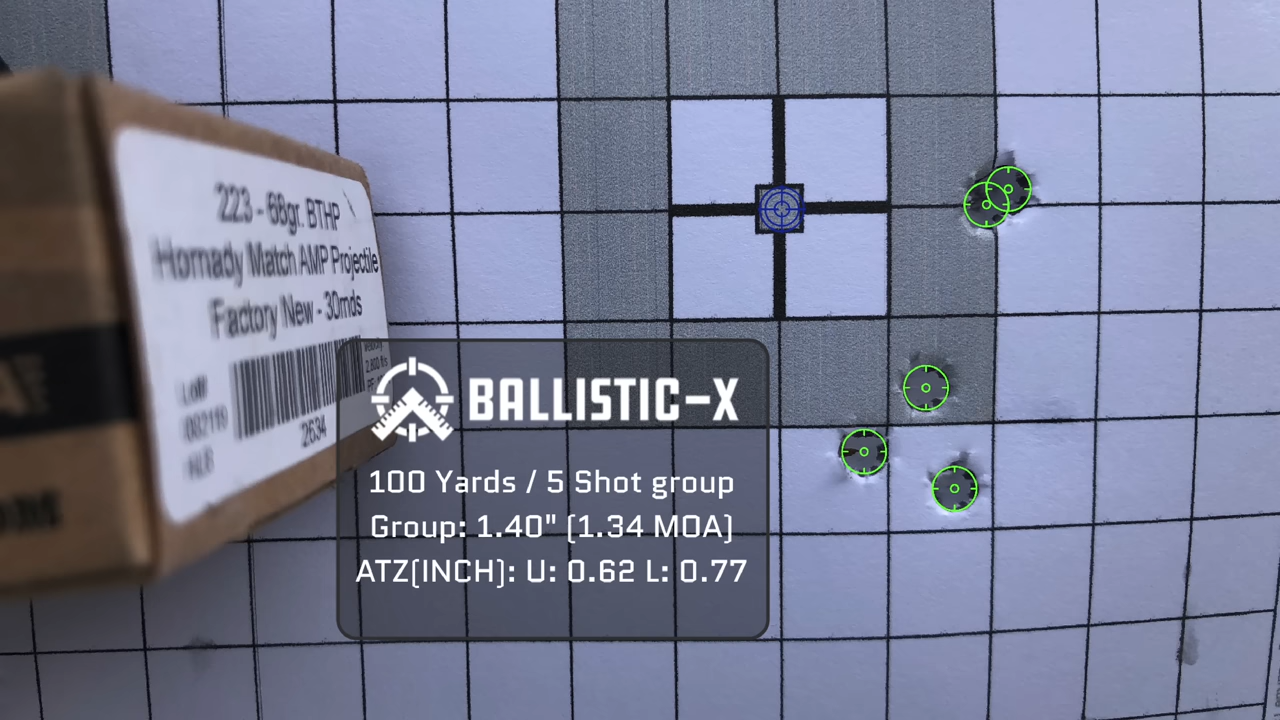 223 - 68gr. BTHP
Hornady Match AMP Projectile
Factory New - 30rnds
2634
BALLISTIC-X
100 Yards / 5 Shot group
Group: 1.40" (1.34 MOA)
ATZ(INCH): U: 0.62 L: 0.77